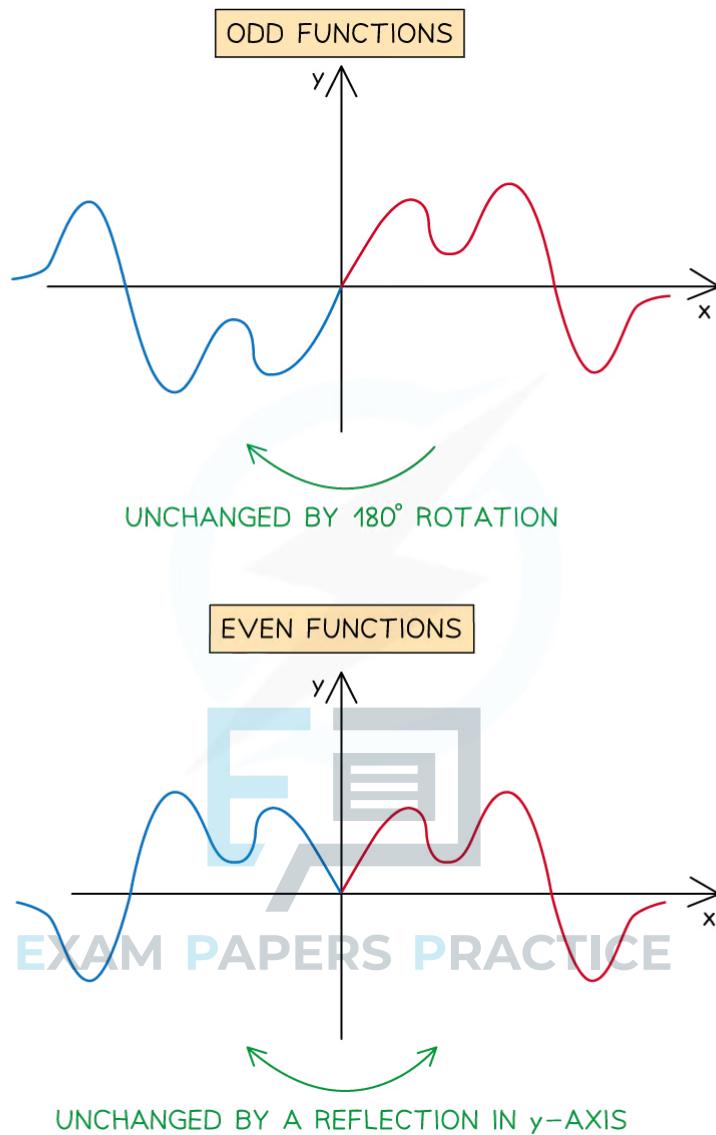 ODD FUNCTIONS
y
x
UNCHANGED BY 180° ROTATION
EVEN FUNCTIONS
y
x
EXAM PAPERS PRACTICE
UNCHANGED BY A REFLECTION IN y-AXIS